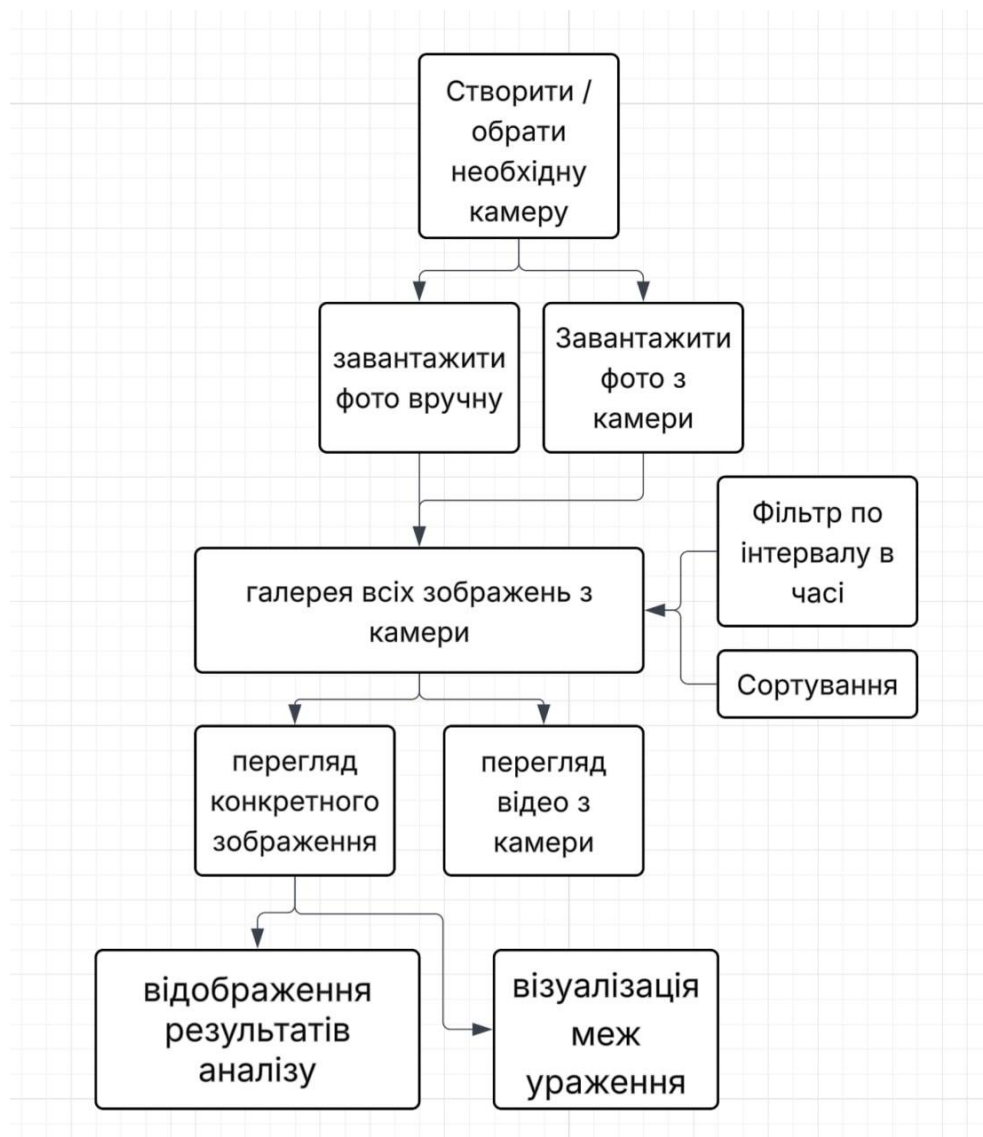 Створити /
обрати
необхідну
камеру
завантажити
фото вручну
Завантажити
фото з
камери
Фільтр по
інтервалу в
часі
галерея всіх зображень з
камери
Сортування
перегляд
конкретного
зображення
перегляд
відео з
камери
відображення
результатів
аналізу
візуалізація
меж
ураження